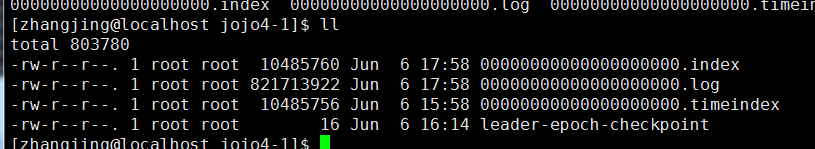 00000000000000000000.index  00000000000000000000.log  00000000000000000000.timeindex
[zhangjing@localhost jojo4-1]$ ll
total 803780
-rw-r--r--. 1 root root  10485760 Jun  6 17:58 00000000000000000000.index
-rw-r--r--. 1 root root 821713922 Jun  6 17:58 00000000000000000000.log
-rw-r--r--. 1 root root  10485756 Jun  6 15:58 00000000000000000000.timeindex
-rw-r--r--. 1 root root        16 Jun  6 16:14 leader-epoch-checkpoint
[zhangjing@localhost jojo4-1]$